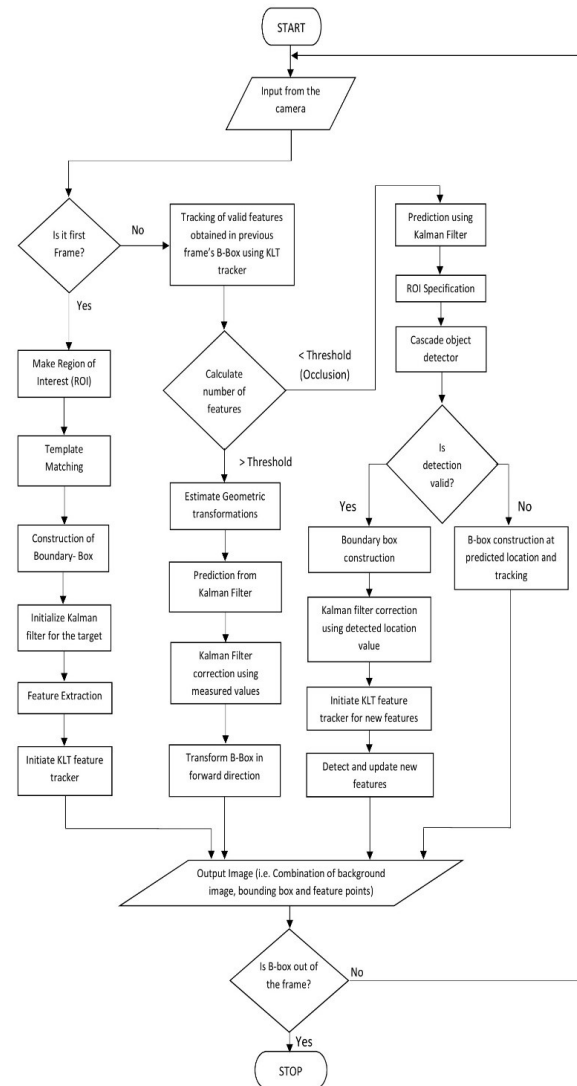 START
Input from the
camera
Is it first
Frame?
No
Yes
Tracking of valid features
obtained in previous
frame's B-Box using KLT
tracker
Prediction using
Kalman Filter
ROI Specification
Cascade object
detector
Make Region of
Interest (ROI)
Calculate
number of
features
< Threshold
(Occlusion)
> Threshold
Is
detection
valid?
Yes
No
Template
Matching
Estimate Geometric
transformations
Boundary box
construction
B-box construction at
predicted location and
tracking
Construction of
Boundary- Box
Prediction from
Kalman Filter
Kalman filter correction
using detected location
value
Initialize Kalman
filter for the target
Kalman Filter
correction using
measured values
Initiate KLT feature
tracker for new features
Feature Extraction
Initiate KLT feature
tracker
Transform B-Box in
forward direction
Detect and update new
features
Output Image (i.e. Combination of background
image, bounding box and feature points)
Is B-box out of
the frame?
No
Yes
STOP